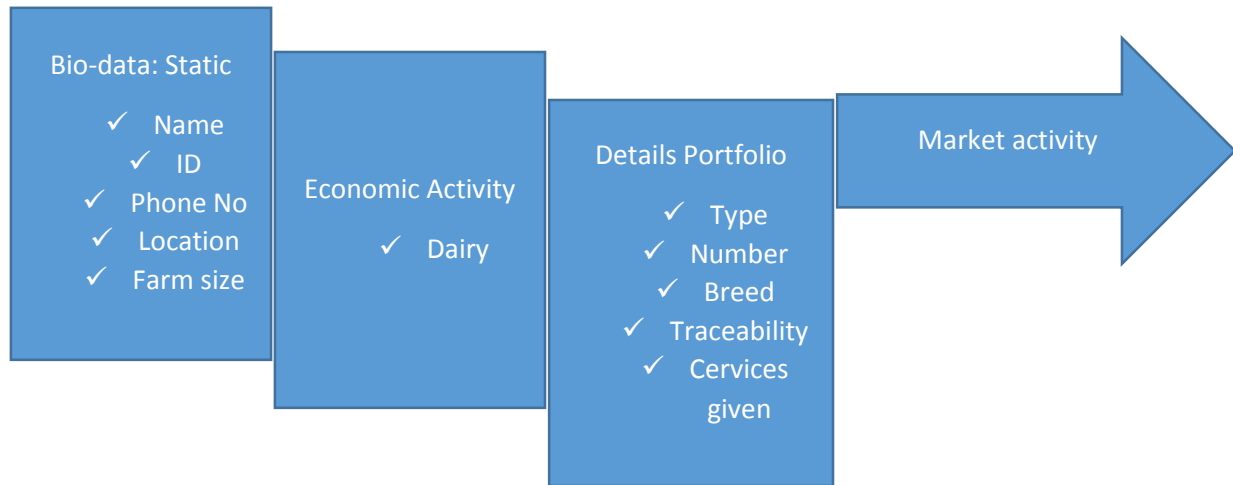 Bio-data: Static
✓ Name
✓ ID
✓ Phone No
✓ Location
✓ Farm size
Economic Activity
✓ Dairy
Details Portfolio
✓ Type
✓ Number
✓ Breed
✓ Traceability
✓ Cervices
given
Market activity